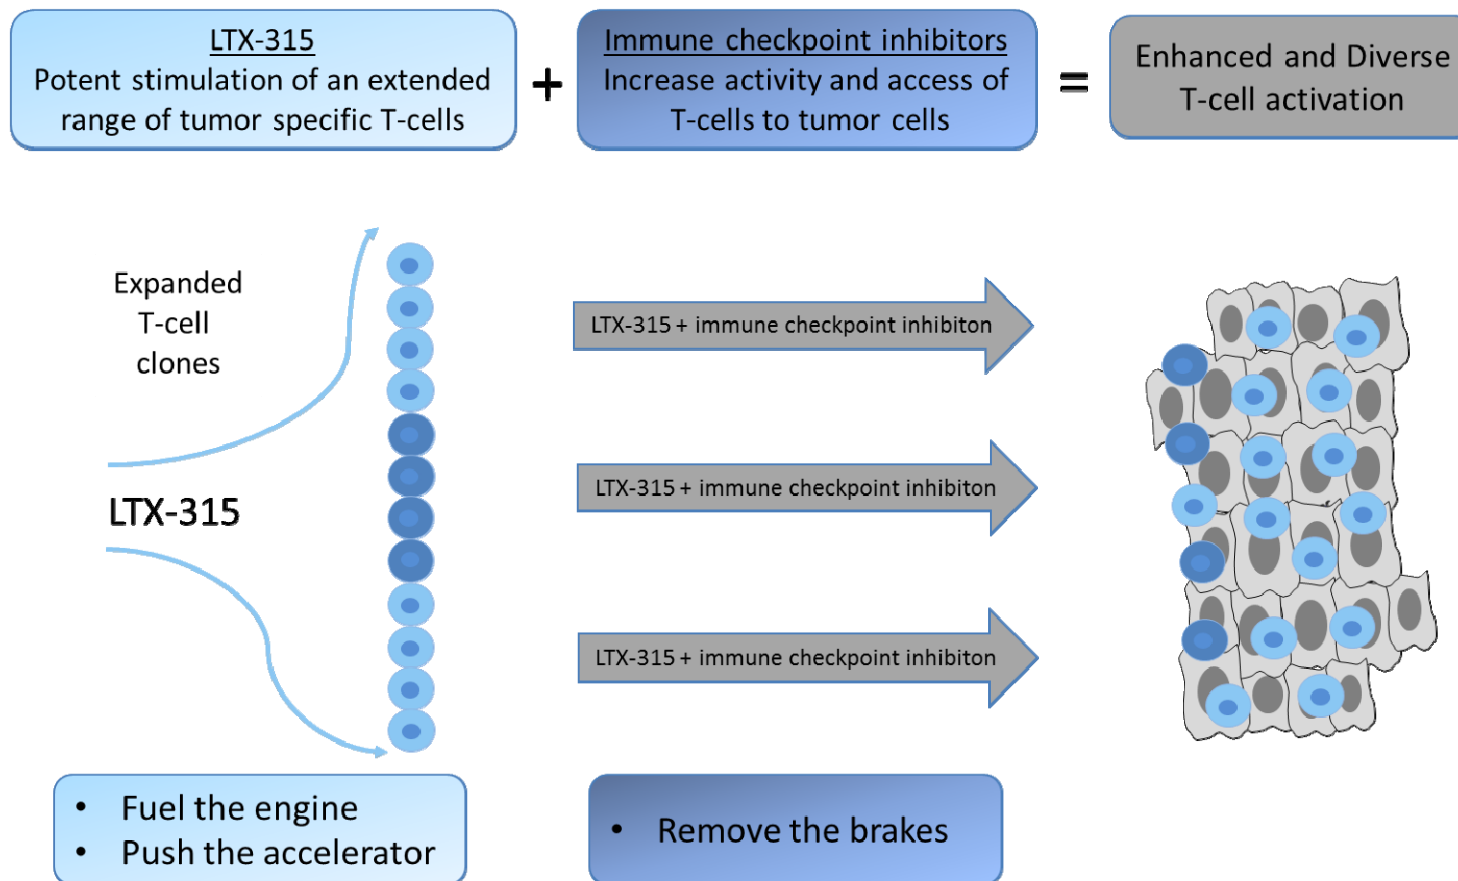 LTX-315
Potent stimulation of an extended
range of tumor specific T-cells
+
Immune checkpoint inhibitors
Increase activity and access of
T-cells to tumor cells
=
Enhanced and Diverse
T-cell activation
Expanded
T-cell
clones
LTX-315
LTX-315 + immune checkpoint inhibiton
LTX-315 + immune checkpoint inhibiton
LTX-315 + immune checkpoint inhibiton
• Fuel the engine
• Push the accelerator
• Remove the brakes